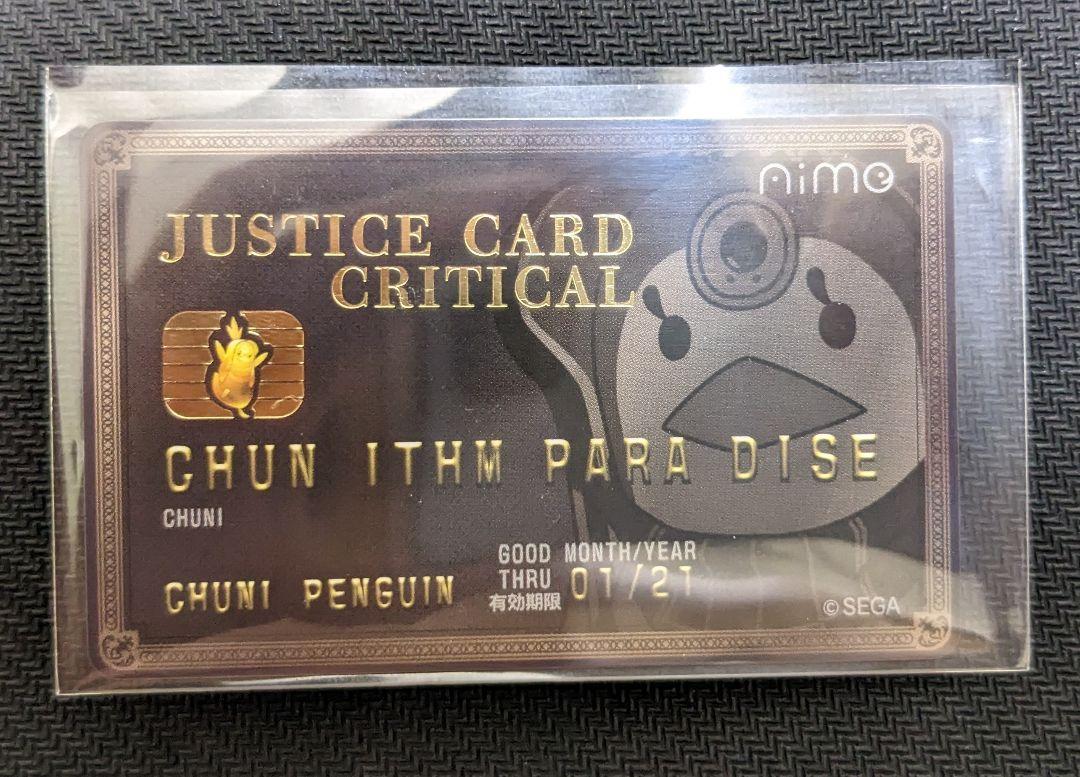 Aime
JUSTICE CARD
CRITICAL
CHUN ITHM PARA DISE
CHUNI
GOOD MONTH/YEAR
THRU 01/21
有効期限
CHUNI PENGUIN
©SEGA